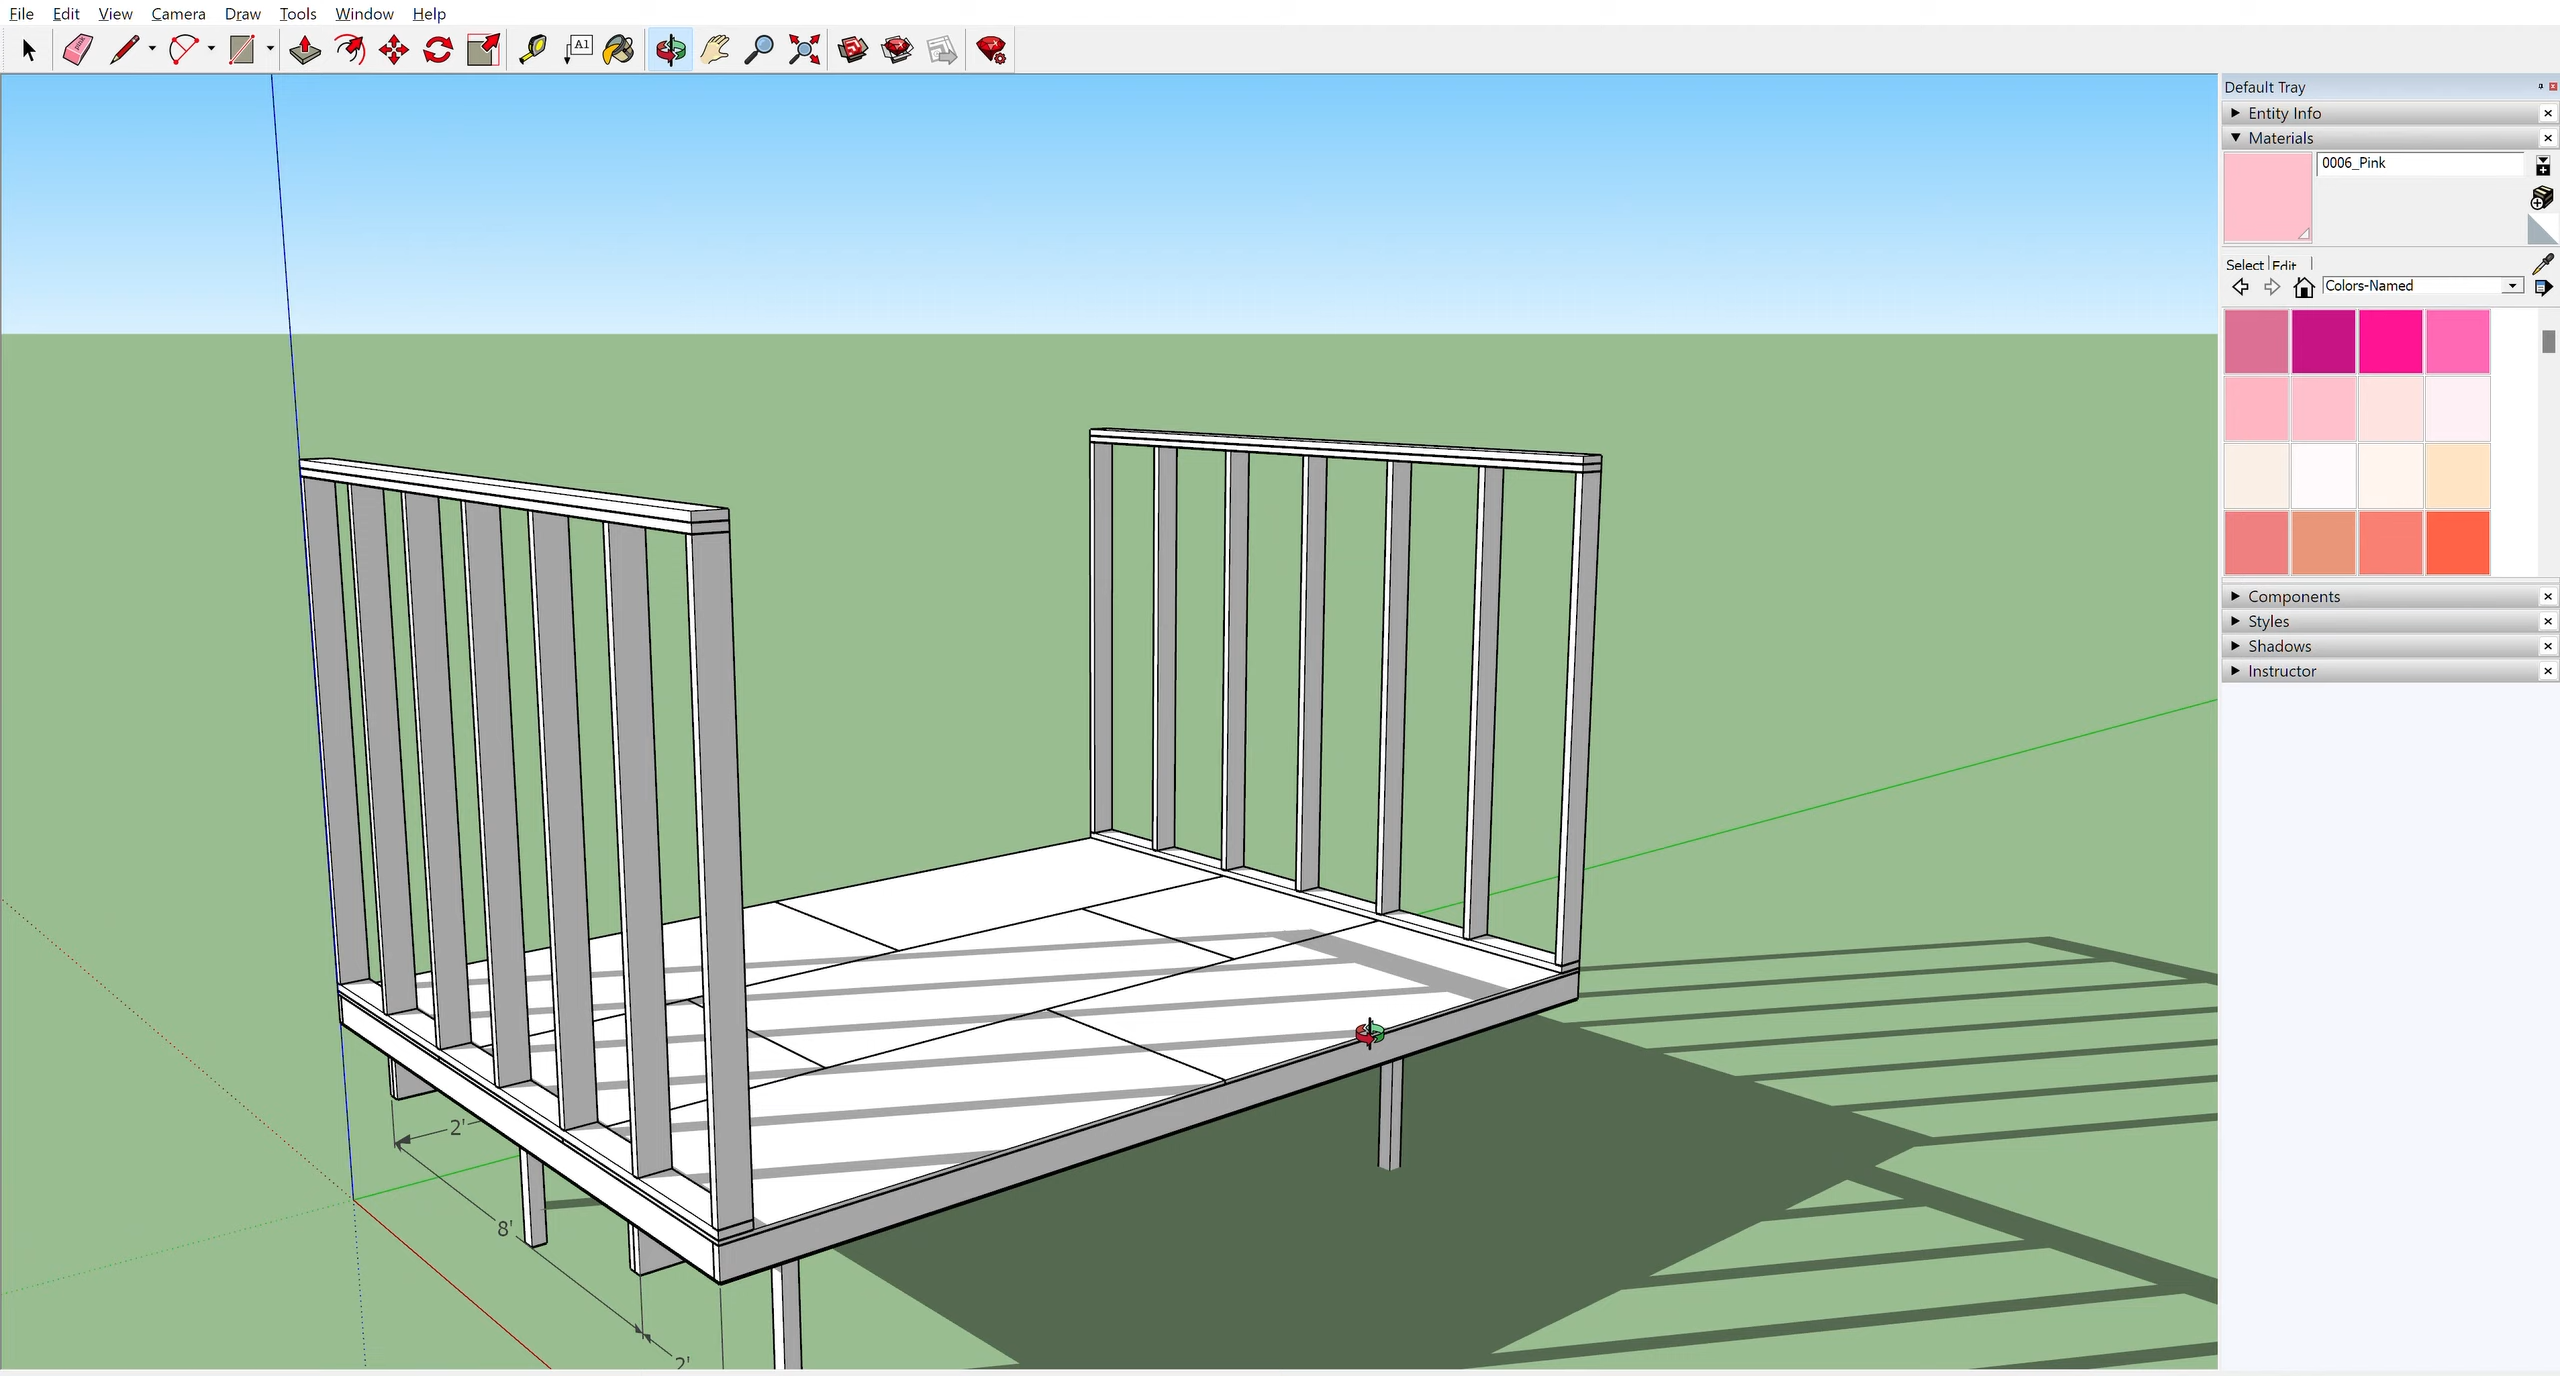 File Edit View Camera Draw Tools Window Help
A1
Default Tray
Entity Info
Materials
0006_Pink
Select Edit
Colors-Named
Components
Styles
Shadows
Instructor
2'
8'
2'